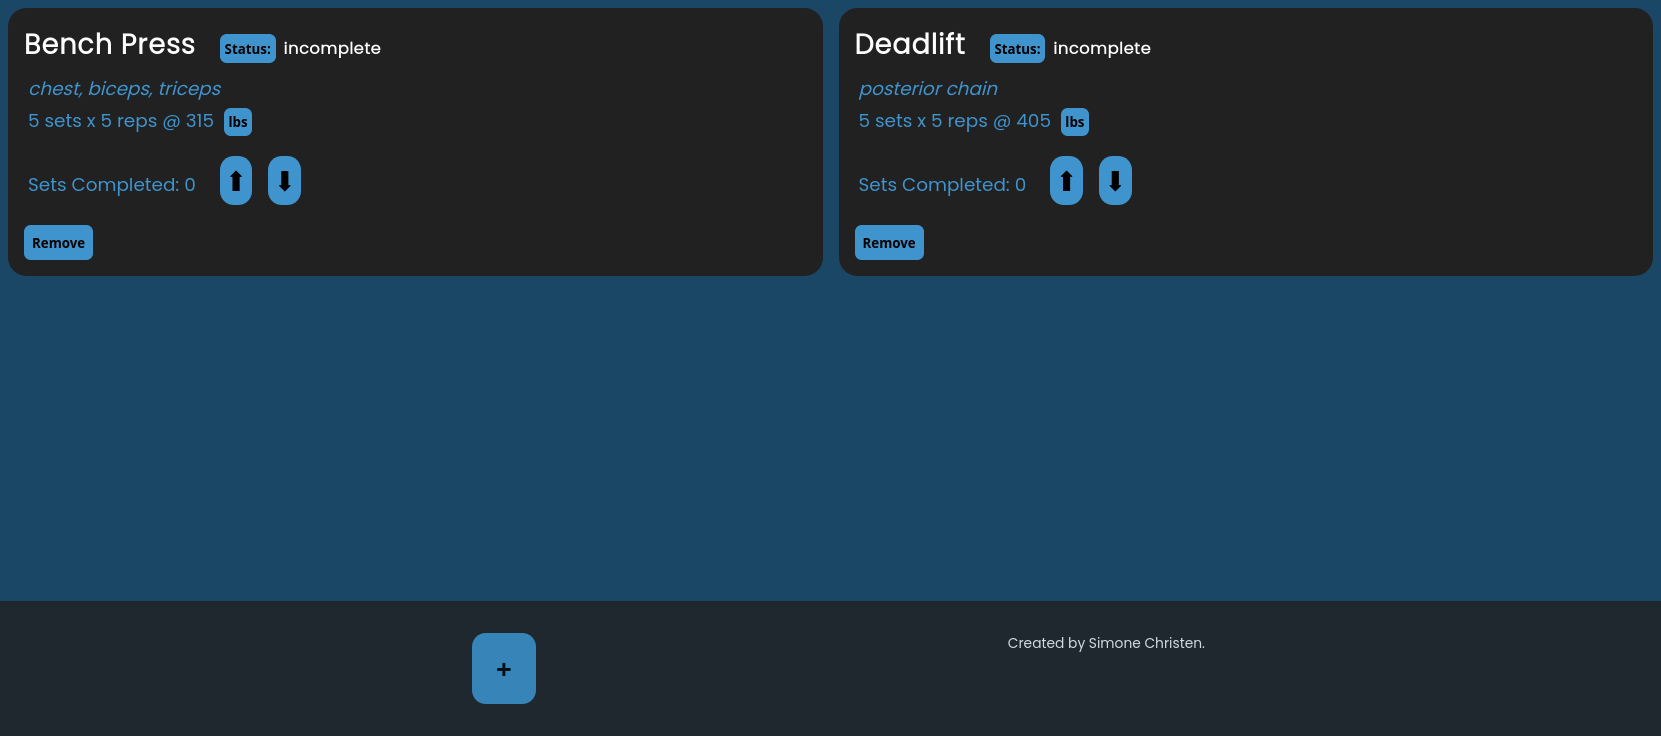 Bench Press Status: incomplete
chest, biceps, triceps
5 sets x 5 reps @ 315 lbs
Sets Completed: 0 ⬆ ⬇
Remove
Deadlift Status: incomplete
posterior chain
5 sets x 5 reps @ 405 lbs
Sets Completed: 0 ⬆ ⬇
Remove
+
Created by Simone Christen.